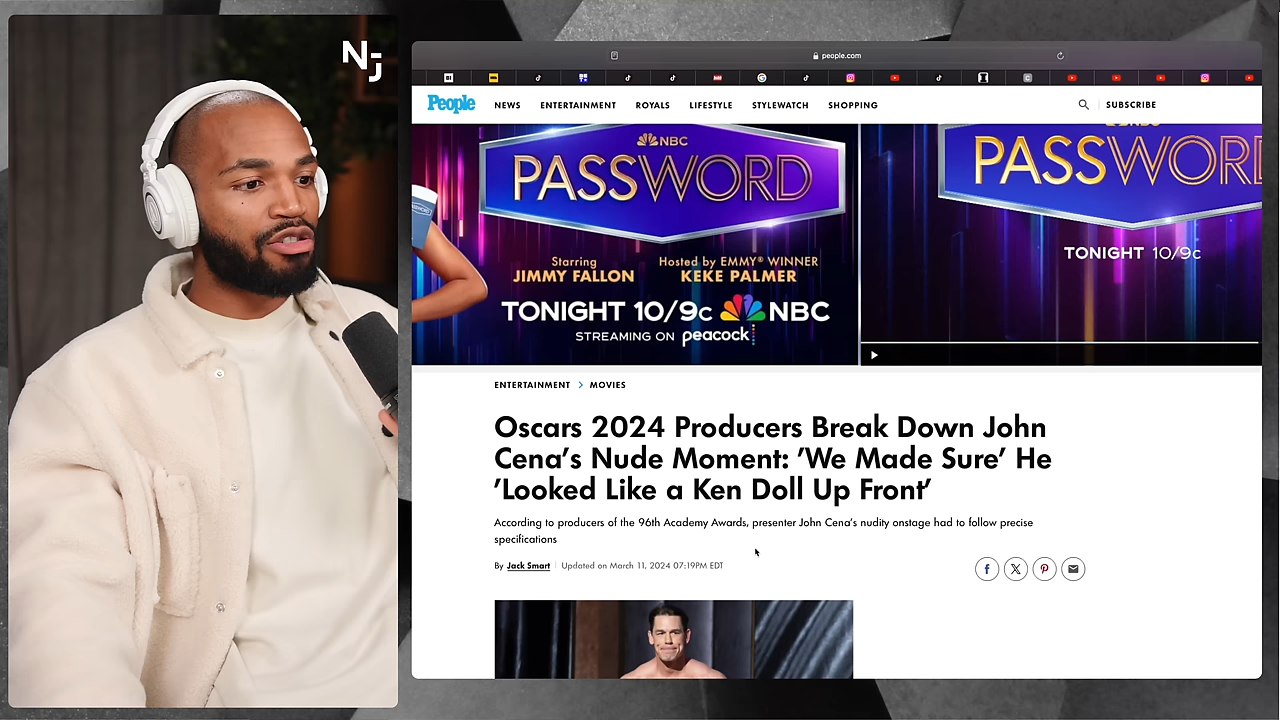 NJ
people.com
People
NEWS ENTERTAINMENT ROYALS LIFESTYLE STYLEWATCH SHOPPING SUBSCRIBE
NBC
PASSWORD
Starring
JIMMY FALLON
Hosted by EMMY® WINNER
KEKE PALMER
TONIGHT 10/9c NBC
STREAMING ON peacock
PASSWORD
TONIGHT 10/9c
ENTERTAINMENT > MOVIES
Oscars 2024 Producers Break Down John
Cena's Nude Moment: 'We Made Sure' He
'Looked Like a Ken Doll Up Front'
According to producers of the 96th Academy Awards, presenter John Cena's nudity onstage had to follow precise
specifications
By Jack Smart | Updated on March 11, 2024 07:19PM EDT